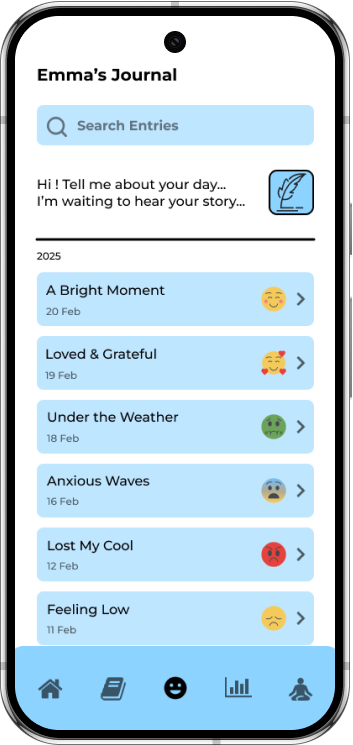 Emma's Journal
Search Entries
Hi ! Tell me about your day...
I'm waiting to hear your story...
2025
A Bright Moment
20 Feb
Loved & Grateful
19 Feb
Under the Weather
18 Feb
Anxious Waves
16 Feb
Lost My Cool
12 Feb
Feeling Low
11 Feb